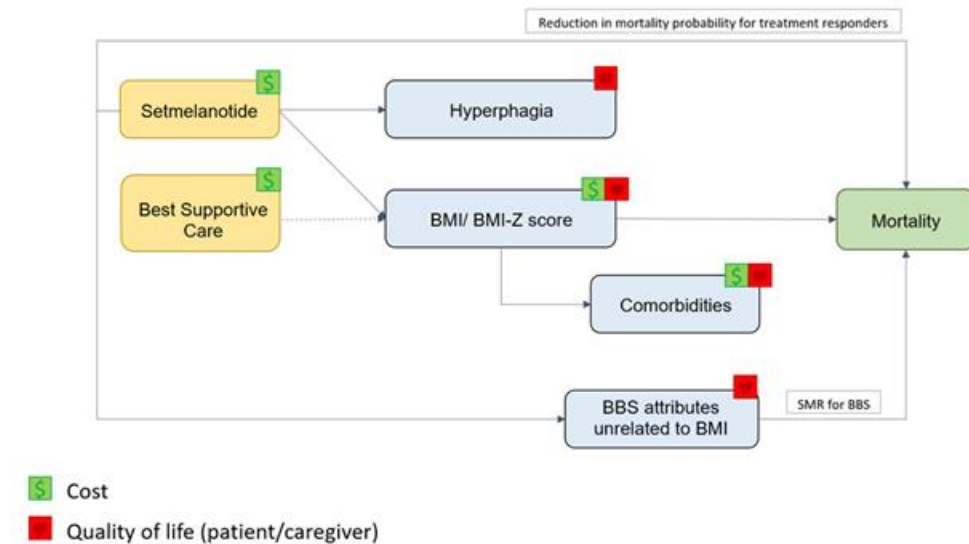 Reduction in mortality probability for treatment responders
$
Setmelanotide
Hyperphagia
$
Best Supportive
Care
$
BMI/ BMI-Z score
Mortality
$
Comorbidities
BBS attributes
unrelated to BMI
SMR for BBS
$ Cost
Quality of life (patient/caregiver)